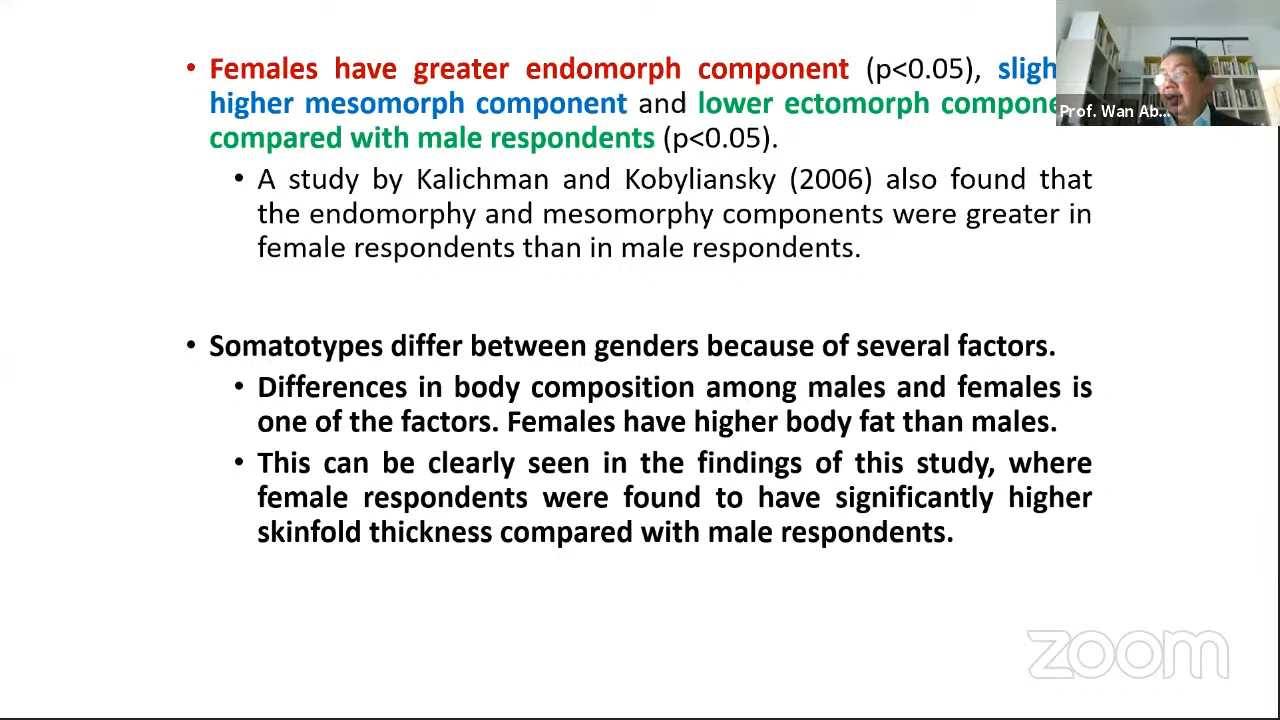 • Females have greater endomorph component (p<0.05),
higher mesomorph component and lower ectomorph
compared with male respondents (p<0.05).
• A study by Kalichman and Kobyliansky (2006) also found that
the endomorphy and mesomorphy components were greater in
female respondents than in male respondents.
• Somatotypes differ between genders because of several factors.
• Differences in body composition among males and females is
one of the factors. Females have higher body fat than males.
• This can be clearly seen in the findings of this study, where
female respondents were found to have significantly higher
skinfold thickness compared with male respondents.
Prof. Wan Ab...
zoom